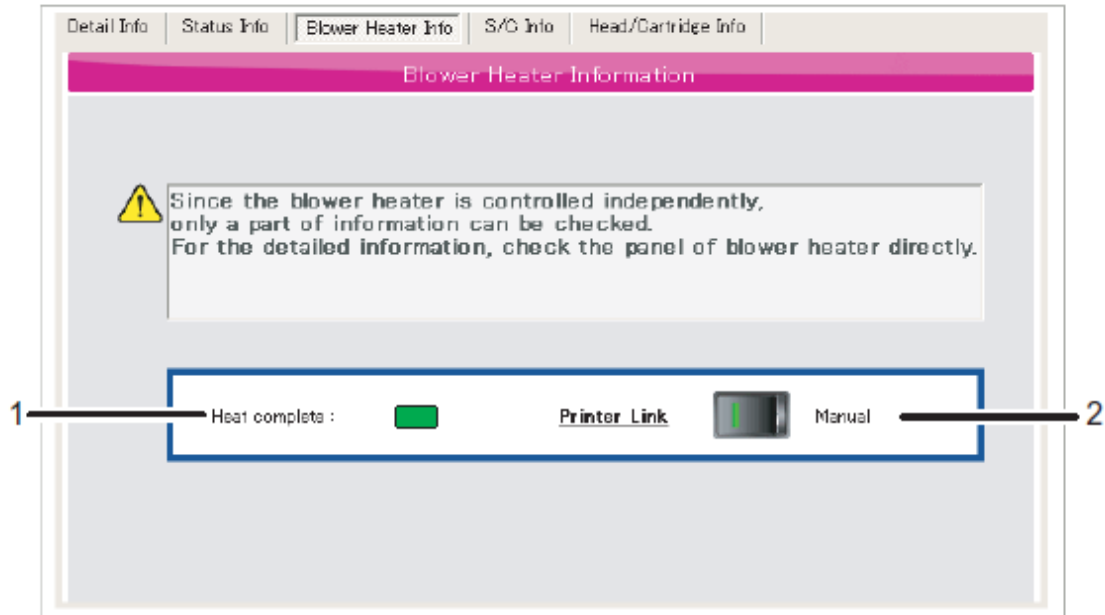 Detail Info Status Info Blower Heater Info S/C Info Head/Cartridge Info
Blower Heater Information
Since the blower heater is controlled independently,
only a part of information can be checked.
For the detailed information, check the panel of blower heater directly.
1 Heat complete : Printer Link Manual 2